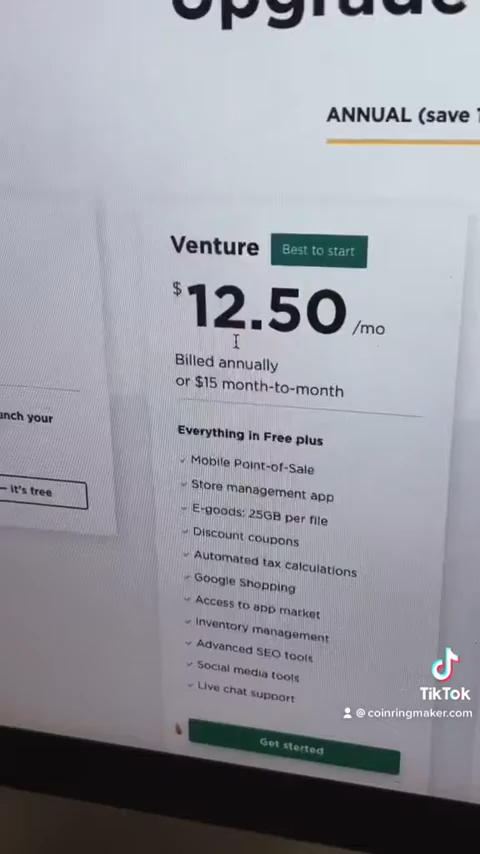 Upgrade
ANNUAL (save
Venture
Best to start
$12.50 /mo
Billed annually
or $15 month-to-month
Everything in Free plus
Mobile Point-of-Sale
Store management app
E-goods: 25GB per file
Discount coupons
Automated tax calculations
Google Shopping
Access to app market
Inventory management
Advanced SEO tools
Social media tools
Live chat support
Get started
unch your
– it's free
TikTok
@coinringmaker.com